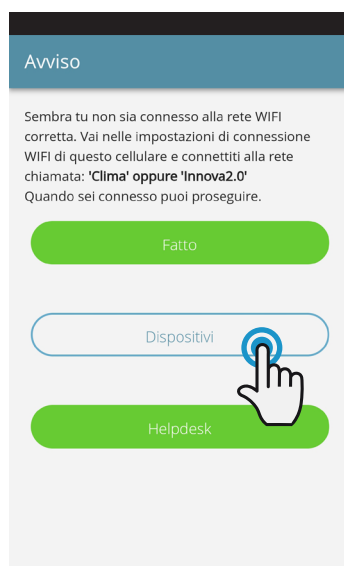 Avviso
Sembra tu non sia connesso alla rete WIFI
corretta. Vai nelle impostazioni di connessione
WIFI di questo cellulare e connettiti alla rete
chiamata: 'Clima' oppure 'Innova2.0'
Quando sei connesso puoi proseguire.
Fatto
Dispositivi
Helpdesk